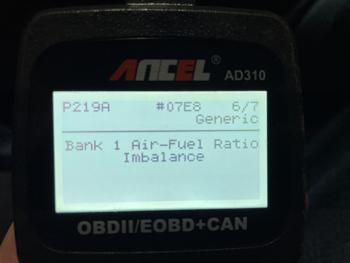 ANCEL
AD310
P219A #07E8 6/7
Generic
Bank 1 Air-Fuel Ratio
Imbalance
OBDII/EOBD+CAN